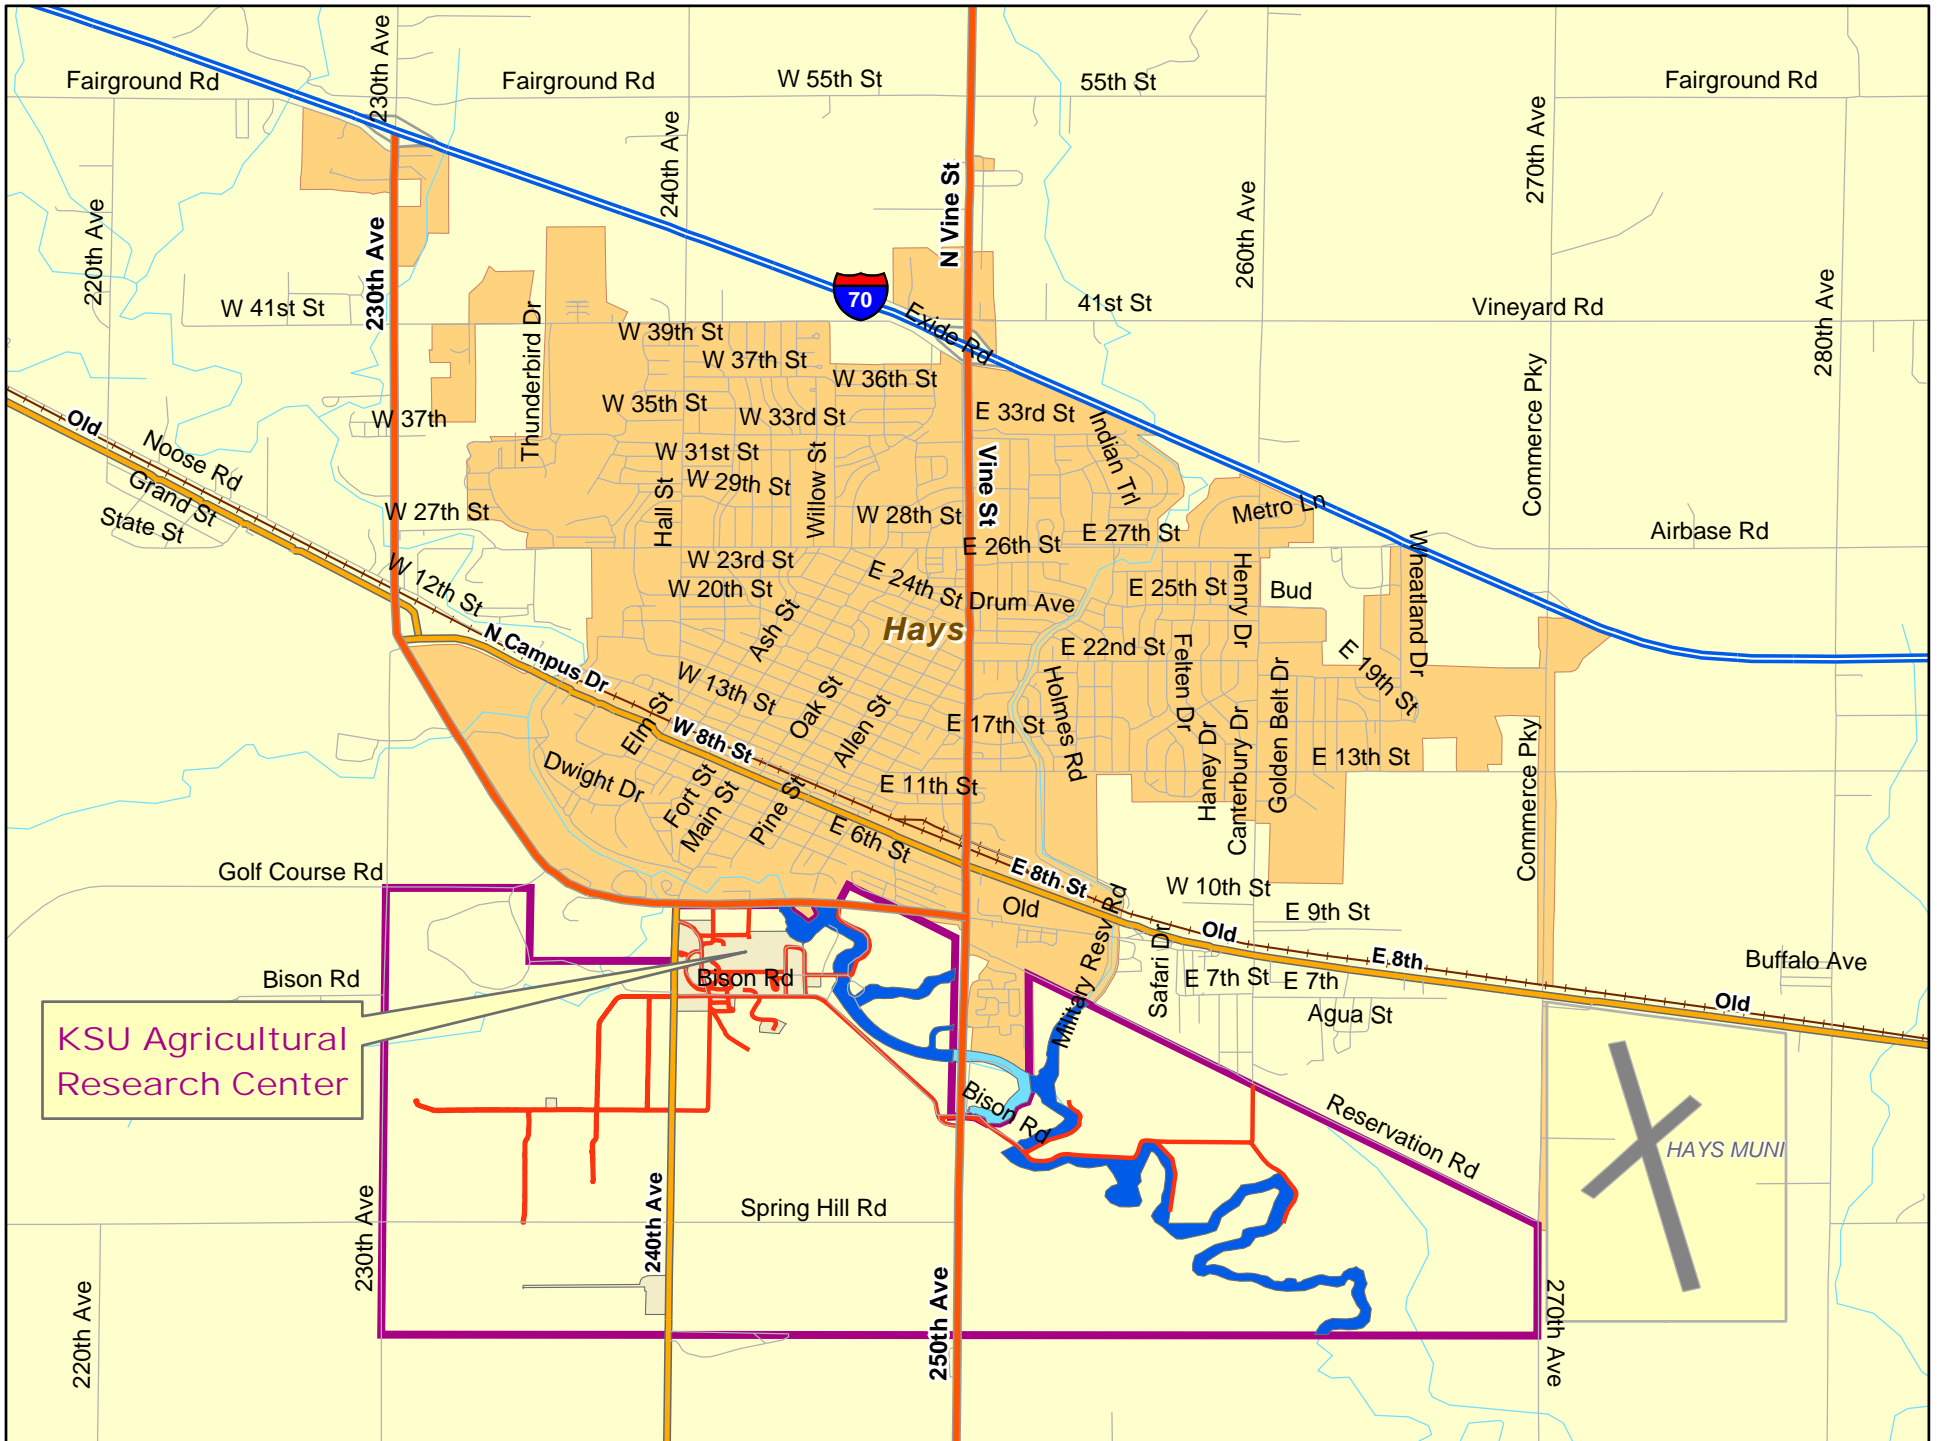 Fairground Rd
230th Ave
Fairground Rd
W 55th St
55th St
Fairground Rd
240th Ave
270th Ave
N Vine St
260th Ave
220th Ave
230th Ave
280th Ave
W 41st St
70
Exide Rd
41st St
Vineyard Rd
W 39th St
W 37th St
W 36th St
Thunderbird Dr
Commerce Pky
Old
W 37th
W 35th St
W 33rd St
E 33rd St
Indian Trl
Noose Rd
W 31st St
Willow St
Vine St
Grand St
W 29th St
State St
W 27th St
Hall St
W 28th St
Metro Ln
E 26th St
E 27th St
Airbase Rd
W 12th St
W 23rd St
W 20th St
E 24th St
Drum Ave
E 25th St
Henry Dr
Bud
Wheatland Dr
Ash St
Hays
N Campus Dr
E 22nd St
Felten Dr
E 19th St
W 13th St
Oak St
Allen St
Holmes Rd
Golden Belt Dr
Elm St
W 8th St
E 17th St
Haney Dr
Canterbury Dr
E 13th St
Commerce Pky
Dwight Dr
Fort St
Main St
Pine St
E 11th St
E 6th St
Golf Course Rd
E 8th St
W 10th St
Old
Military Resv Rd
E 9th St
Old
Safari Dr
E 8th
Buffalo Ave
Bison Rd
Bison Rd
E 7th St
E 7th
Old
Agua St
KSU Agricultural
Research Center
Bison Rd
Reservation Rd
HAYS MUNI
230th Ave
240th Ave
Spring Hill Rd
220th Ave
250th Ave
270th Ave